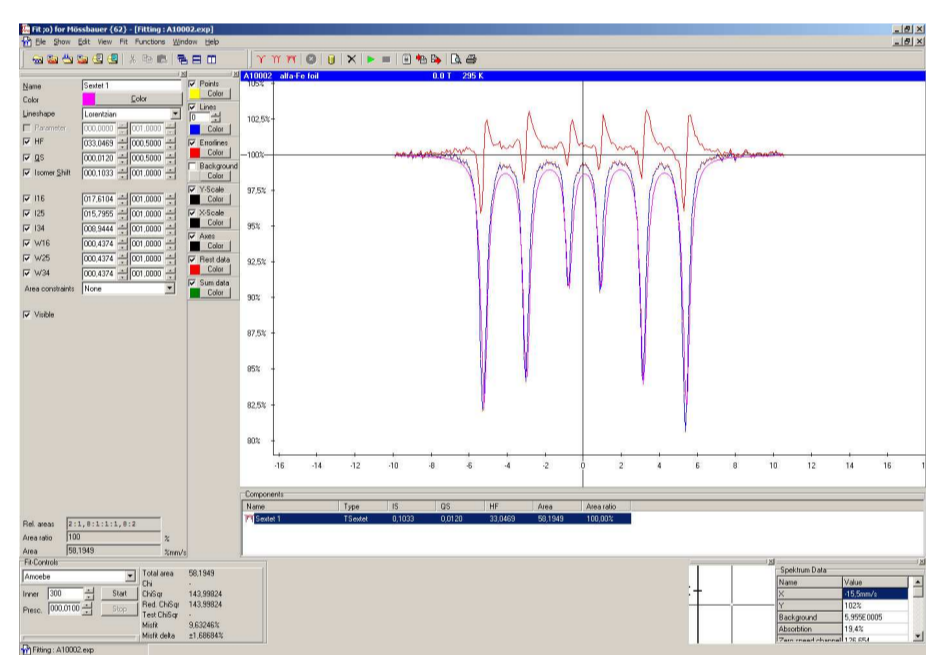 Fit ;o) for Mössbauer {62} - [Fitting : A10002.exp]
File Show Edit View Fit Functions Window Help
Name Sextet 1
Color Color
Lineshape Lorentzian
Parameter 000,0000 001,0000
HF 033,0469 000,5000
QS 000,0120 000,5000
Isomer Shift 000,1033 001,0000
I16 017,6104 001,0000
I25 015,7955 001,0000
I34 008,9444 001,0000
W16 000,4374 001,0000
W25 000,4374 001,0000
W34 000,4374 001,0000
Area constraints None
Visible
Rel. areas 2:1,8:1:1:1,8:2
Area ratio 100 %
Area 58,1949 %mm/s
Points
Color
Lines
0
Color
Errorlines
Color
Background
Color
Y-Scale
Color
X-Scale
Color
Axes
Color
Rest data
Color
Sum data
Color
A10002 alfa-Fe foil 0.0 T 295 K
105%
102,5%
100%
97,5%
95%
92,5%
90%
87,5%
85%
82,5%
80%
-16 -14 -12 -10 -8 -6 -4 -2 0 2 4 6 8 10 12 14 16 1
Components
Name Type IS QS HF Area Area ratio
Sextet 1 TSextet 0,1033 0,0120 33,0469 58,1949 100,00%
Fit-Controls
Amoebe
Inner 300 Start
Presc. 000,0100 Stop
Total area 58,1949
Chi -
ChiSqr 143,99824
Red. ChiSqr 143,99824
Test ChiSqr -
Misfit 9,63246%
Misfit delta ±1,68684%
Spektrum Data
Name Value
X -15,5mm/s
Y 102%
Background 5,955E0005
Absorbtion 19,4%
Zero speed channel 126,654
Fitting : A10002.exp